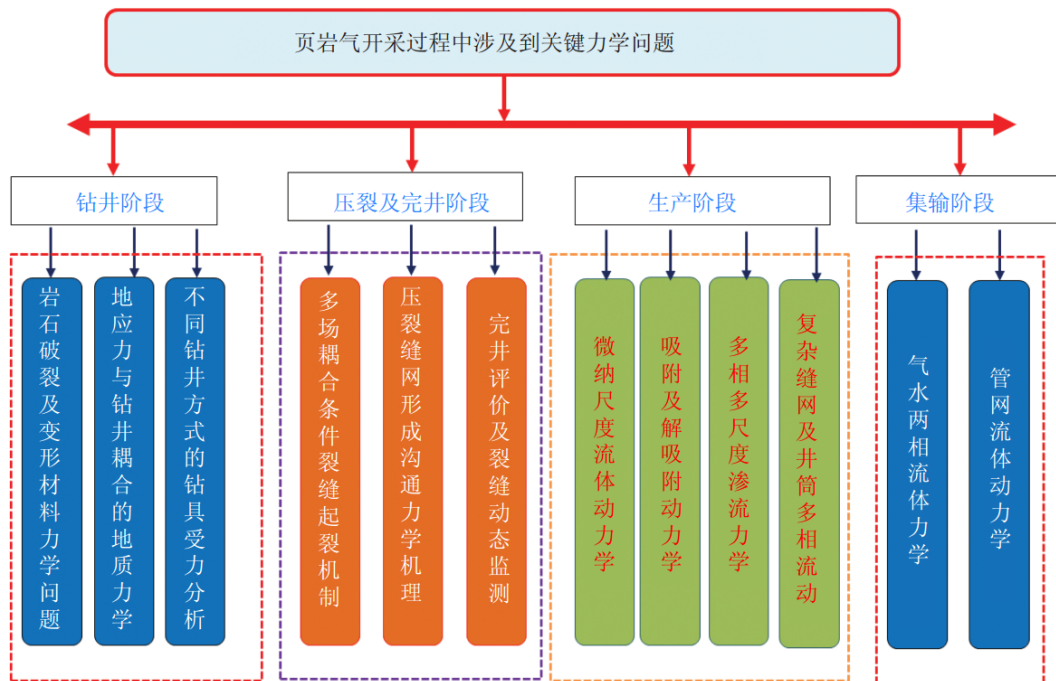 页岩气开采过程中涉及到关键力学问题
钻井阶段
压裂及完井阶段
生产阶段
集输阶段
岩石破裂及变形材料力学问题
地应力与钻井耦合的地质力学
不同钻井方式的钻具受力分析
多场耦合条件裂缝起裂机制
压裂缝网形成沟通力学机理
完井评价及裂缝动态监测
微纳尺度流体动力学
吸附及解吸附动力学
多相多尺度渗流力学
复杂缝网及井筒多相流动
气水两相流体力学
管网流体动力学